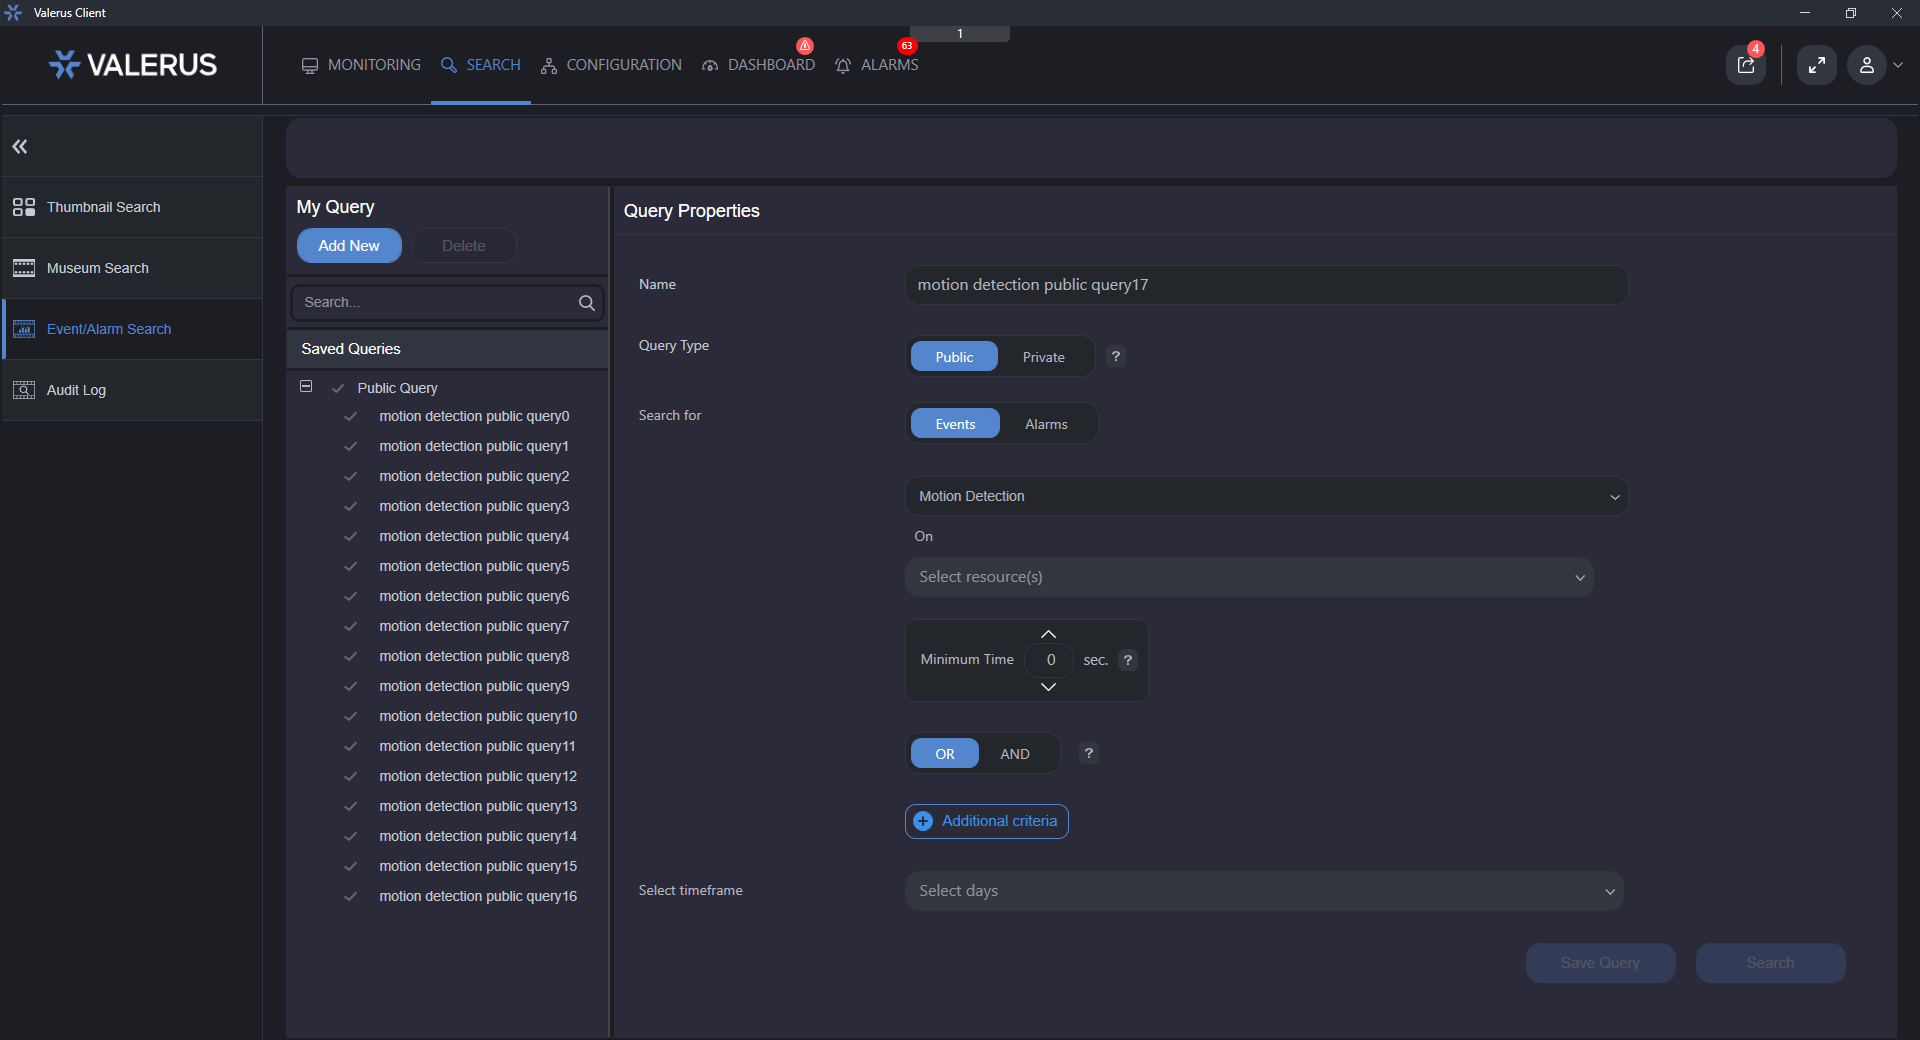 Valerus Client
1
VALERUS
MONITORING
SEARCH
CONFIGURATION
DASHBOARD
63
ALARMS
4
Thumbnail Search
Museum Search
Event/Alarm Search
Audit Log
My Query
Add New
Delete
Search...
Saved Queries
Public Query
motion detection public query0
motion detection public query1
motion detection public query2
motion detection public query3
motion detection public query4
motion detection public query5
motion detection public query6
motion detection public query7
motion detection public query8
motion detection public query9
motion detection public query10
motion detection public query11
motion detection public query12
motion detection public query13
motion detection public query14
motion detection public query15
motion detection public query16
Query Properties
Name
motion detection public query17
Query Type
Public
Private
?
Search for
Events
Alarms
Motion Detection
On
Select resource(s)
Minimum Time
0
sec.
?
OR
AND
?
Additional criteria
Select timeframe
Select days
Save Query
Search